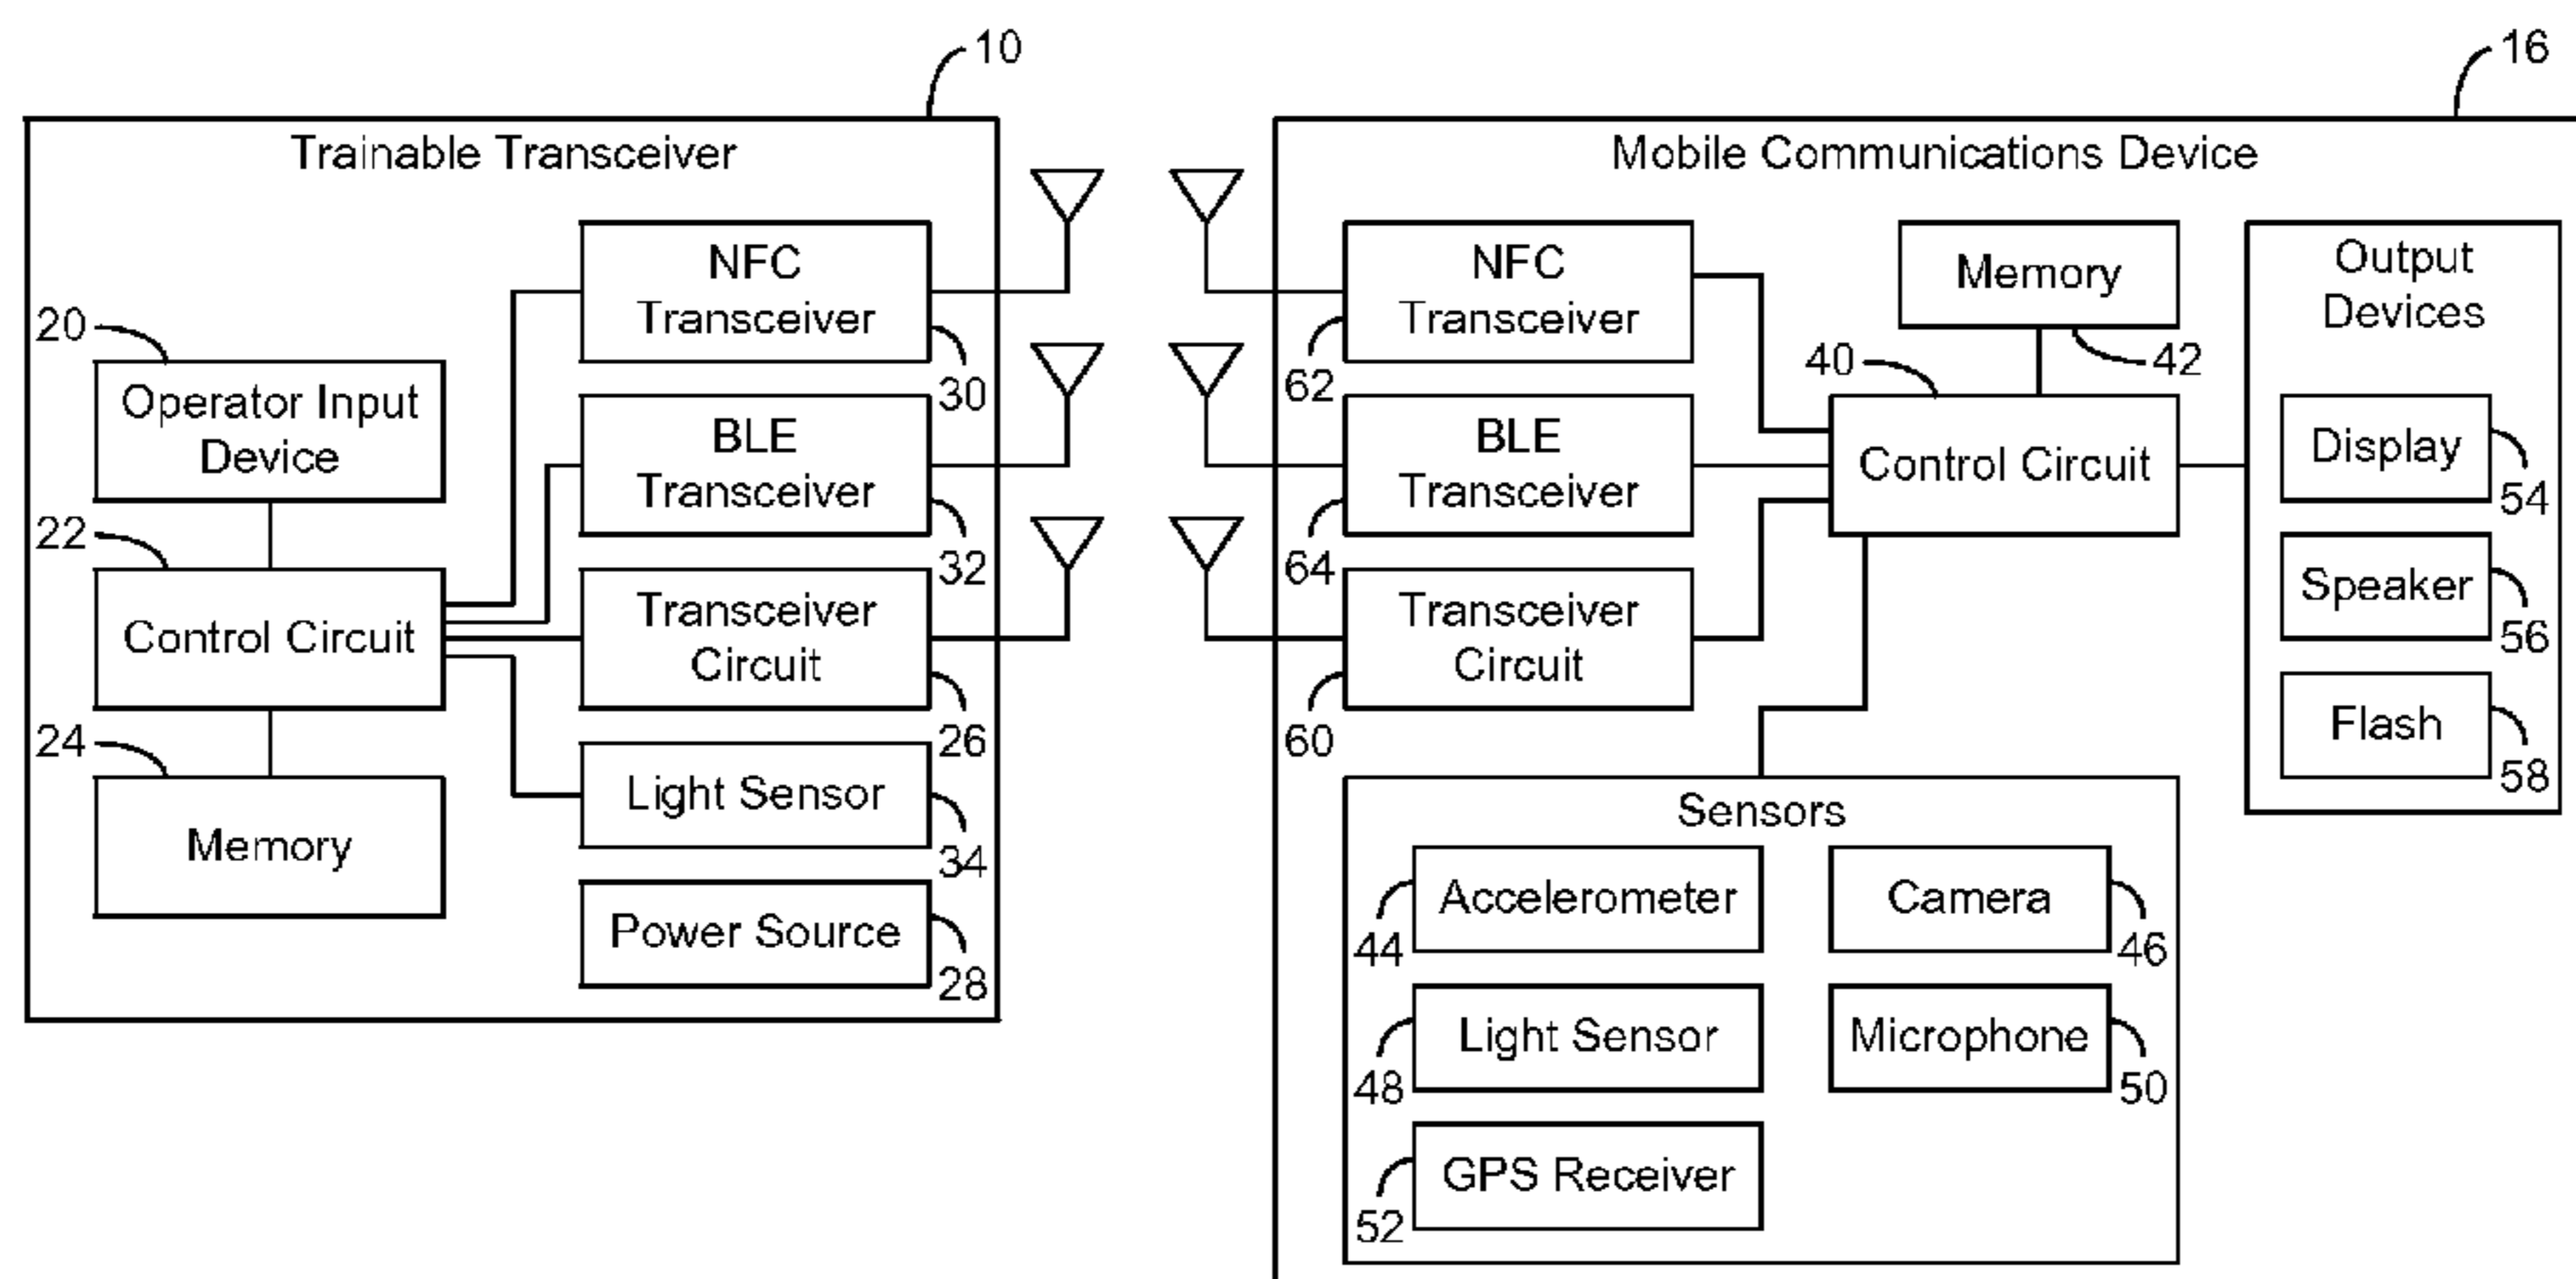 10
Trainable Transceiver
NFC
Transceiver
30
20
Operator Input
Device
BLE
Transceiver
32
22
Control Circuit
Transceiver
Circuit
26
24
Memory
Light Sensor
34
Power Source
28
16
Mobile Communications Device
NFC
Transceiver
62
Memory
42
40
Control Circuit
BLE
Transceiver
64
Transceiver
Circuit
60
Output
Devices
Display
54
Speaker
56
Flash
58
Sensors
Accelerometer
44
Camera
46
Light Sensor
48
Microphone
50
GPS Receiver
52